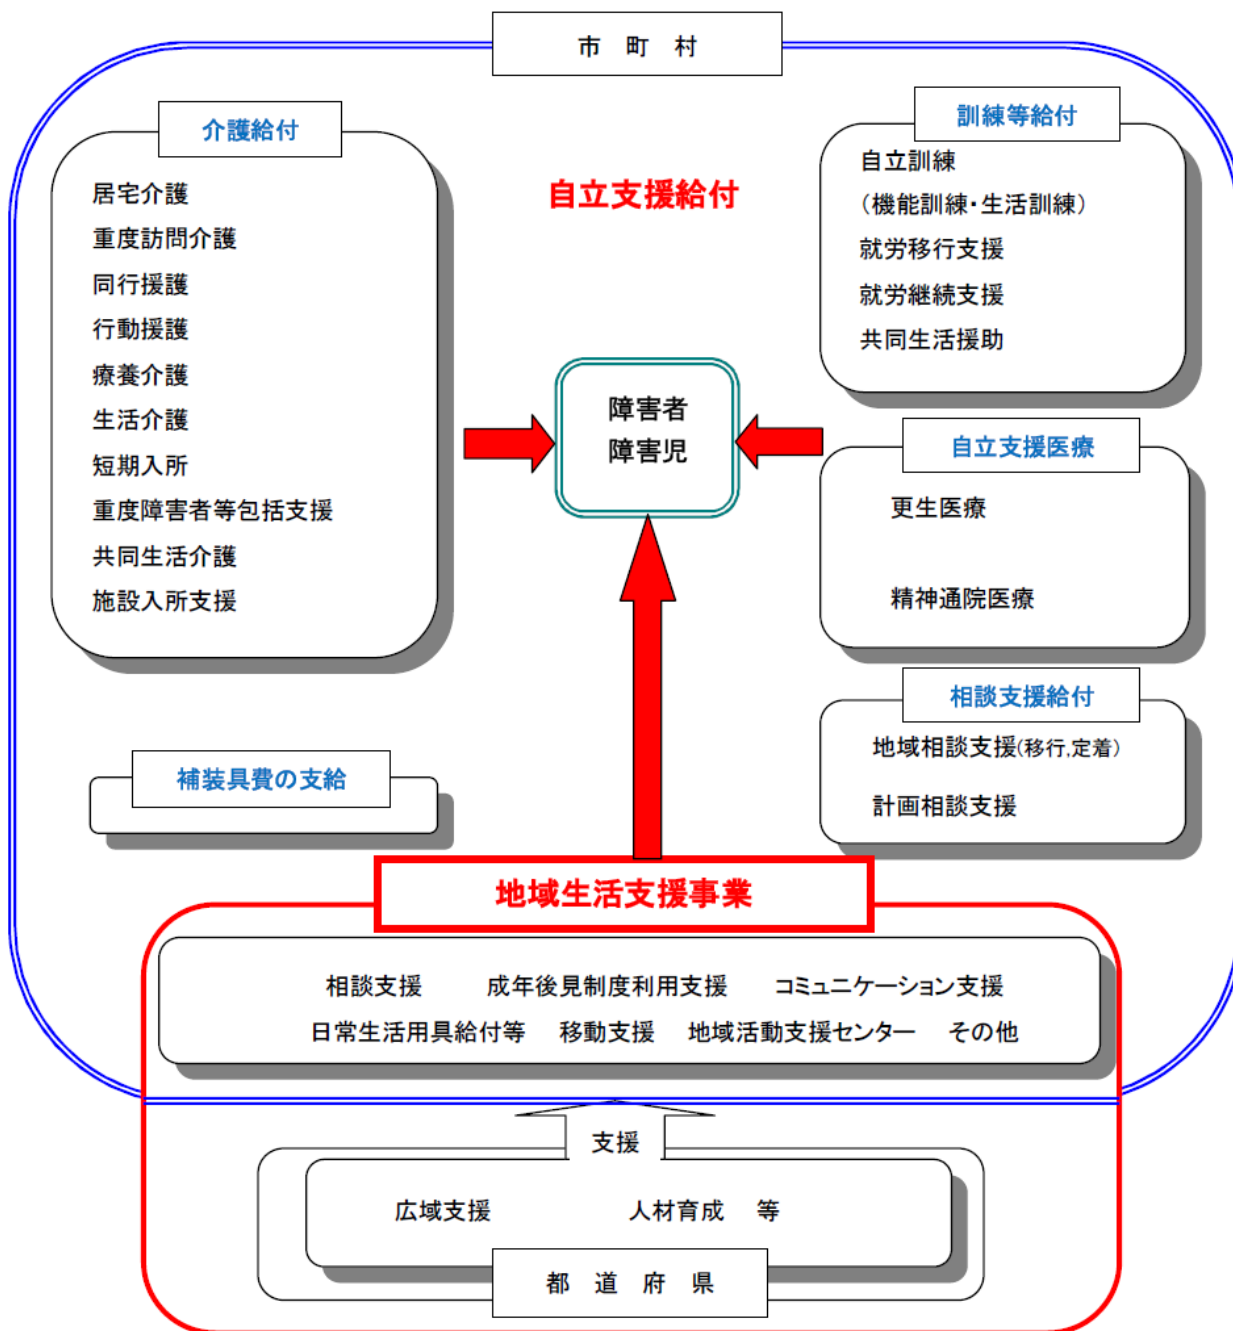 市 町 村
介護給付
居宅介護
重度訪問介護
同行援護
行動援護
療養介護
生活介護
短期入所
重度障害者等包括支援
共同生活介護
施設入所支援
自立支援給付
訓練等給付
自立訓練
（機能訓練・生活訓練）
就労移行支援
就労継続支援
共同生活援助
障害者
障害児
自立支援医療
更生医療
精神通院医療
相談支援給付
地域相談支援(移行,定着)
計画相談支援
補装具費の支給
地域生活支援事業
相談支援 成年後見制度利用支援 コミュニケーション支援
日常生活用具給付等 移動支援 地域活動支援センター その他
支援
広域支援 人材育成 等
都 道 府 県